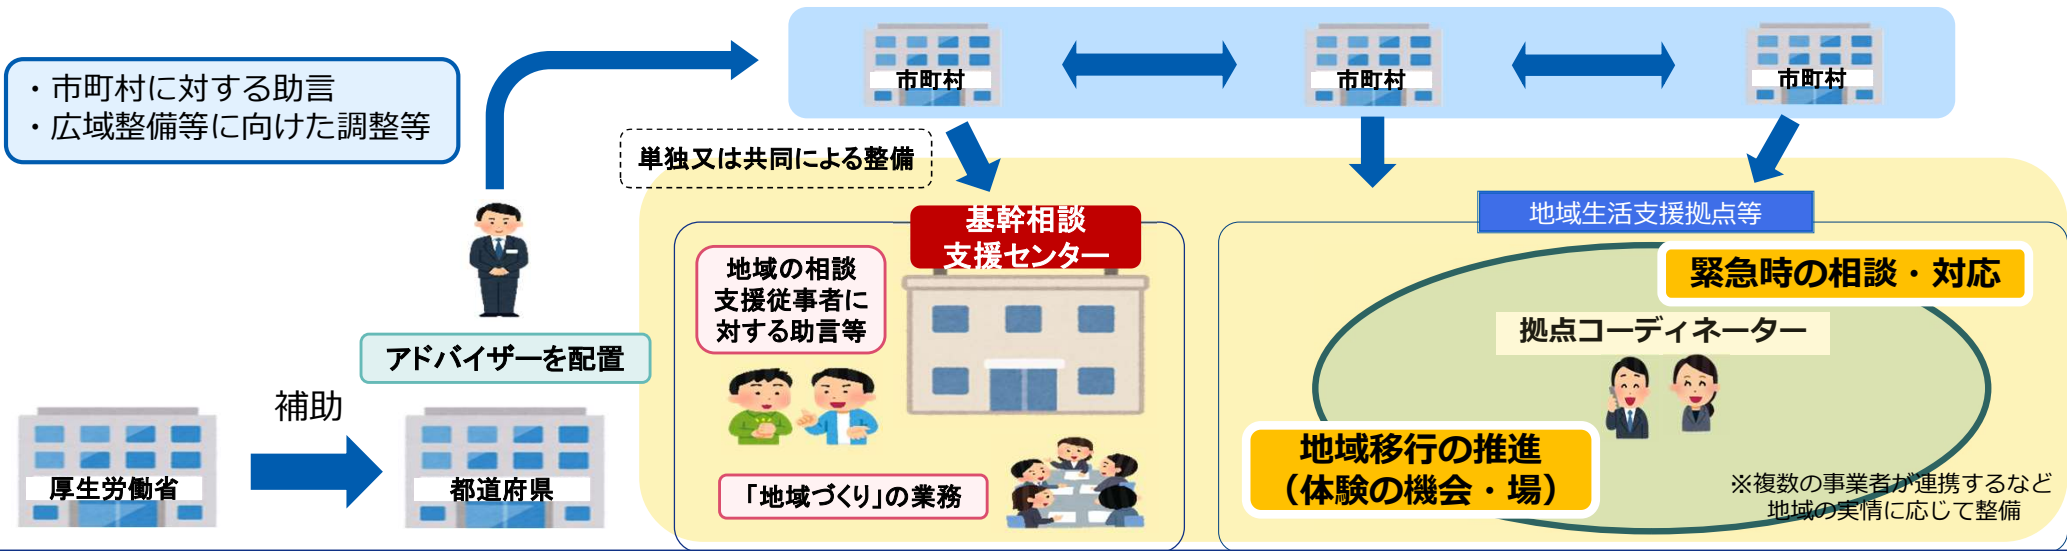 ・市町村に対する助言
・広域整備等に向けた調整等
市町村
市町村
市町村
単独又は共同による整備
アドバイザーを配置
補助
厚生労働省
都道府県
基幹相談
支援センター
地域の相談
支援従事者に
対する助言等
「地域づくり」の業務
地域生活支援拠点等
緊急時の相談・対応
拠点コーディネーター
地域移行の推進
（体験の機会・場）
※複数の事業者が連携するなど
地域の実情に応じて整備